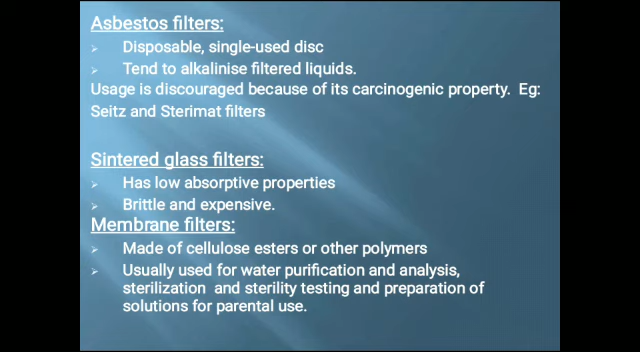 Asbestos filters:
Disposable, single-used disc
Tend to alkalinise filtered liquids.
Usage is discouraged because of its carcinogenic property. Eg:
Seitz and Sterimat filters
Sintered glass filters:
Has low absorptive properties
Brittle and expensive.
Membrane filters:
Made of cellulose esters or other polymers
Usually used for water purification and analysis,
sterilization and sterility testing and preparation of
solutions for parental use.